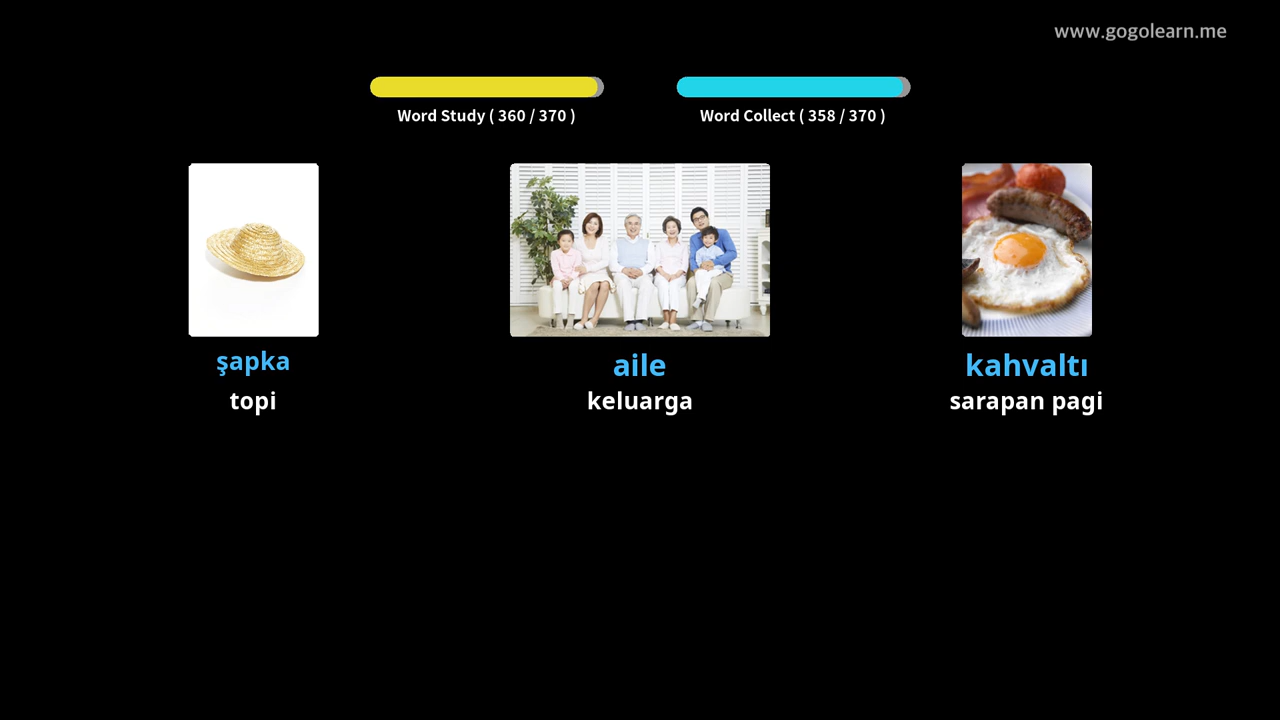 www.gogolearn.me
Word Study ( 360 / 370 )
Word Collect ( 358 / 370 )
şapka
topi
aile
keluarga
kahvaltı
sarapan pagi